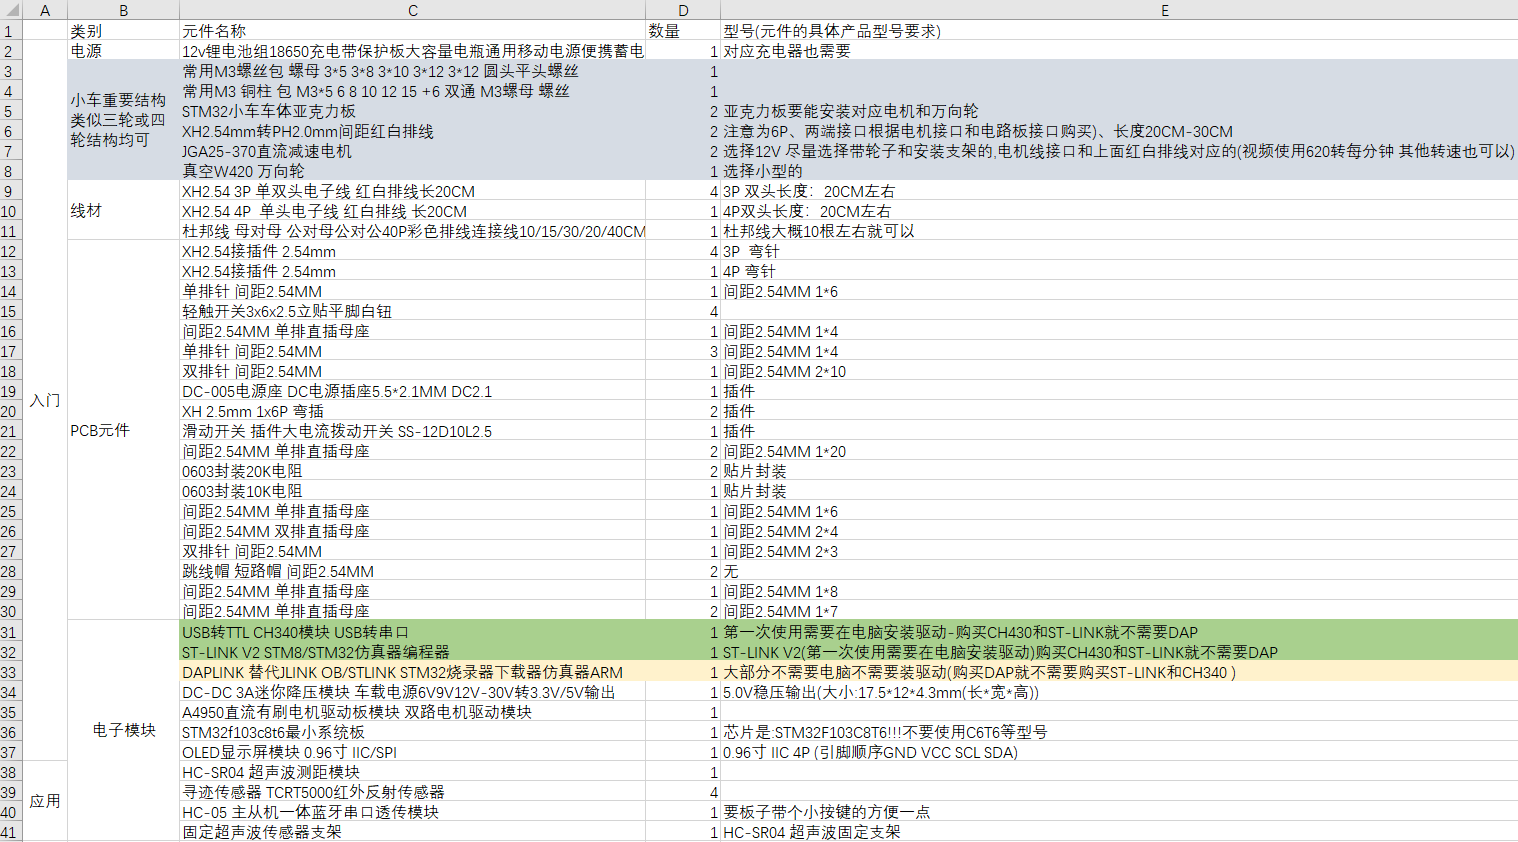 A B C D E
1 类别 元件名称 数量 型号(元件的具体产品型号要求)
2 电源 12v锂电池组18650充电带保护板大容量电瓶通用移动电源便携蓄电 1 对应充电器也需要
3 常用M3螺丝包 螺母 3*5 3*8 3*10 3*12 3*12 圆头平头螺丝 1
4 常用M3 铜柱 包 M3*5 6 8 10 12 15 +6 双通 M3螺母 螺丝 1
小车重要结构
类似三轮或四
轮结构均可
5 STM32小车车体亚克力板 2 亚克力板要能安装对应电机和万向轮
6 XH2.54mm转PH2.0mm间距红白排线 2 注意为6P、两端接口根据电机接口和电路板接口购买)、长度20CM-30CM
7 JGA25-370直流减速电机 2 选择12V 尽量选择带轮子和安装支架的,电机线接口和上面红白排线对应的(视频使用620转每分钟 其他转速也可以)
8 真空W420 万向轮 1 选择小型的
9 XH2.54 3P 单双头电子线 红白排线长20CM 4 3P 双头长度：20CM左右
10 线材 XH2.54 4P  单头电子线 红白排线 长20CM 1 4P双头长度：20CM左右
11 杜邦线 母对母 公对母公对公40P彩色排线连接线10/15/30/20/40CM 1 杜邦线大概10根左右就可以
12 XH2.54接插件 2.54mm 4 3P  弯针
13 XH2.54接插件 2.54mm 1 4P 弯针
14 单排针 间距2.54MM 1 间距2.54MM 1*6
15 轻触开关3x6x2.5立贴平脚白钮 4
16 间距2.54MM 单排直插母座 1 间距2.54MM 1*4
17 单排针 间距2.54MM 3 间距2.54MM 1*4
18 双排针 间距2.54MM 1 间距2.54MM 2*10
19 DC-005电源座 DC电源插座5.5*2.1MM DC2.1 1 插件
入门
20 XH 2.5mm 1x6P 弯插 2 插件
21 PCB元件 滑动开关 插件大电流拨动开关 SS-12D10L2.5 1 插件
22 间距2.54MM 单排直插母座 2 间距2.54MM 1*20
23 0603封装20K电阻 2 贴片封装
24 0603封装10K电阻 1 贴片封装
25 间距2.54MM 单排直插母座 1 间距2.54MM 1*6
26 间距2.54MM 双排直插母座 1 间距2.54MM 2*4
27 双排针 间距2.54MM 1 间距2.54MM 2*3
28 跳线帽 短路帽 间距2.54MM 2 无
29 间距2.54MM 单排直插母座 1 间距2.54MM 1*8
30 间距2.54MM 单排直插母座 2 间距2.54MM 1*7
31 USB转TTL CH340模块 USB转串口 1 第一次使用需要在电脑安装驱动-购买CH430和ST-LINK就不需要DAP
32 ST-LINK V2 STM8/STM32仿真器编程器 1 ST-LINK V2(第一次使用需要在电脑安装驱动)购买CH430和ST-LINK就不需要DAP
33 DAPLINK 替代JLINK OB/STLINK STM32烧录器下载器仿真器ARM 1 大部分不需要电脑不需要装驱动(购买DAP就不需要购买ST-LINK和CH340 )
34 DC-DC 3A迷你降压模块 车载电源6V9V12V-30V转3.3V/5V输出 1 5.0V稳压输出(大小:17.5*12*4.3mm(长*宽*高))
35 A4950直流有刷电机驱动板模块 双路电机驱动模块 1
36 电子模块 STM32f103c8t6最小系统板 1 芯片是:STM32F103C8T6!!!不要使用C6T6等型号
37 OLED显示屏模块 0.96寸 IIC/SPI 1 0.96寸 IIC 4P (引脚顺序GND VCC SCL SDA)
38 HC-SR04 超声波测距模块 1
39 寻迹传感器 TCRT5000红外反射传感器 4
应用
40 HC-05 主从机一体蓝牙串口透传模块 1 要板子带个小按键的方便一点
41 固定超声波传感器支架 1 HC-SR04 超声波固定支架